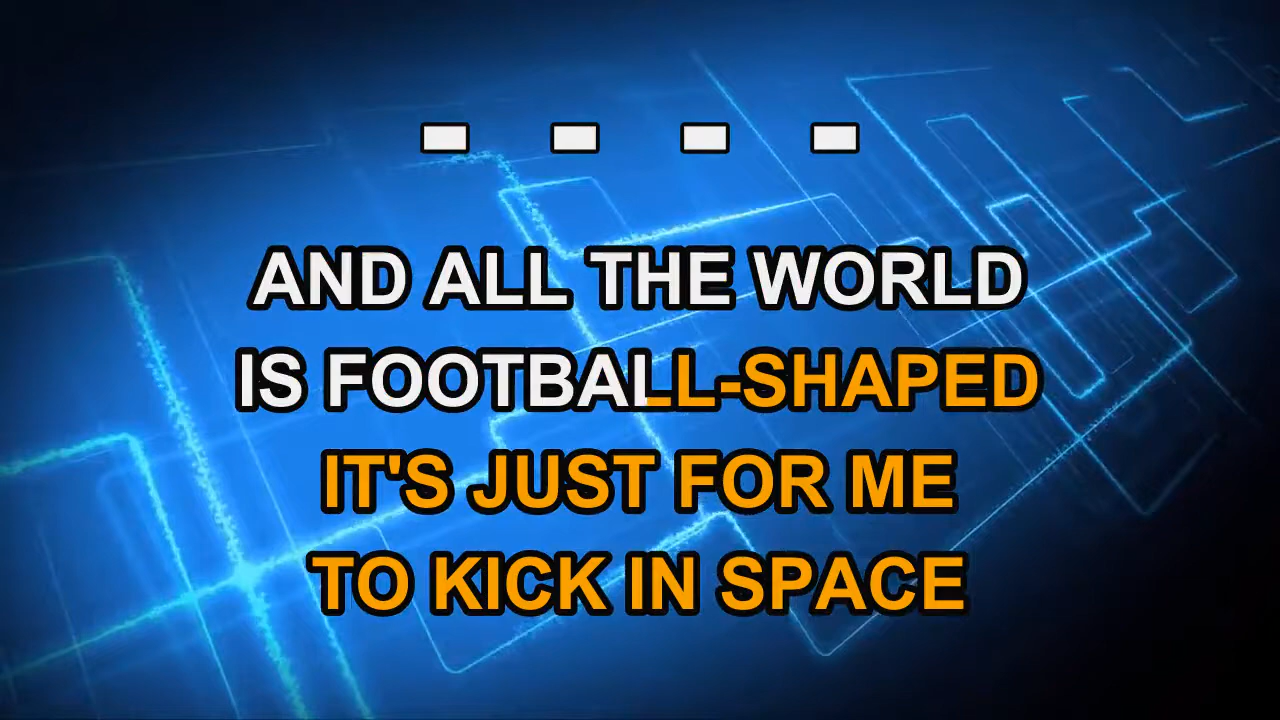 - - - -
AND ALL THE WORLD
IS FOOTBALL-SHAPED
IT'S JUST FOR ME
TO KICK IN SPACE